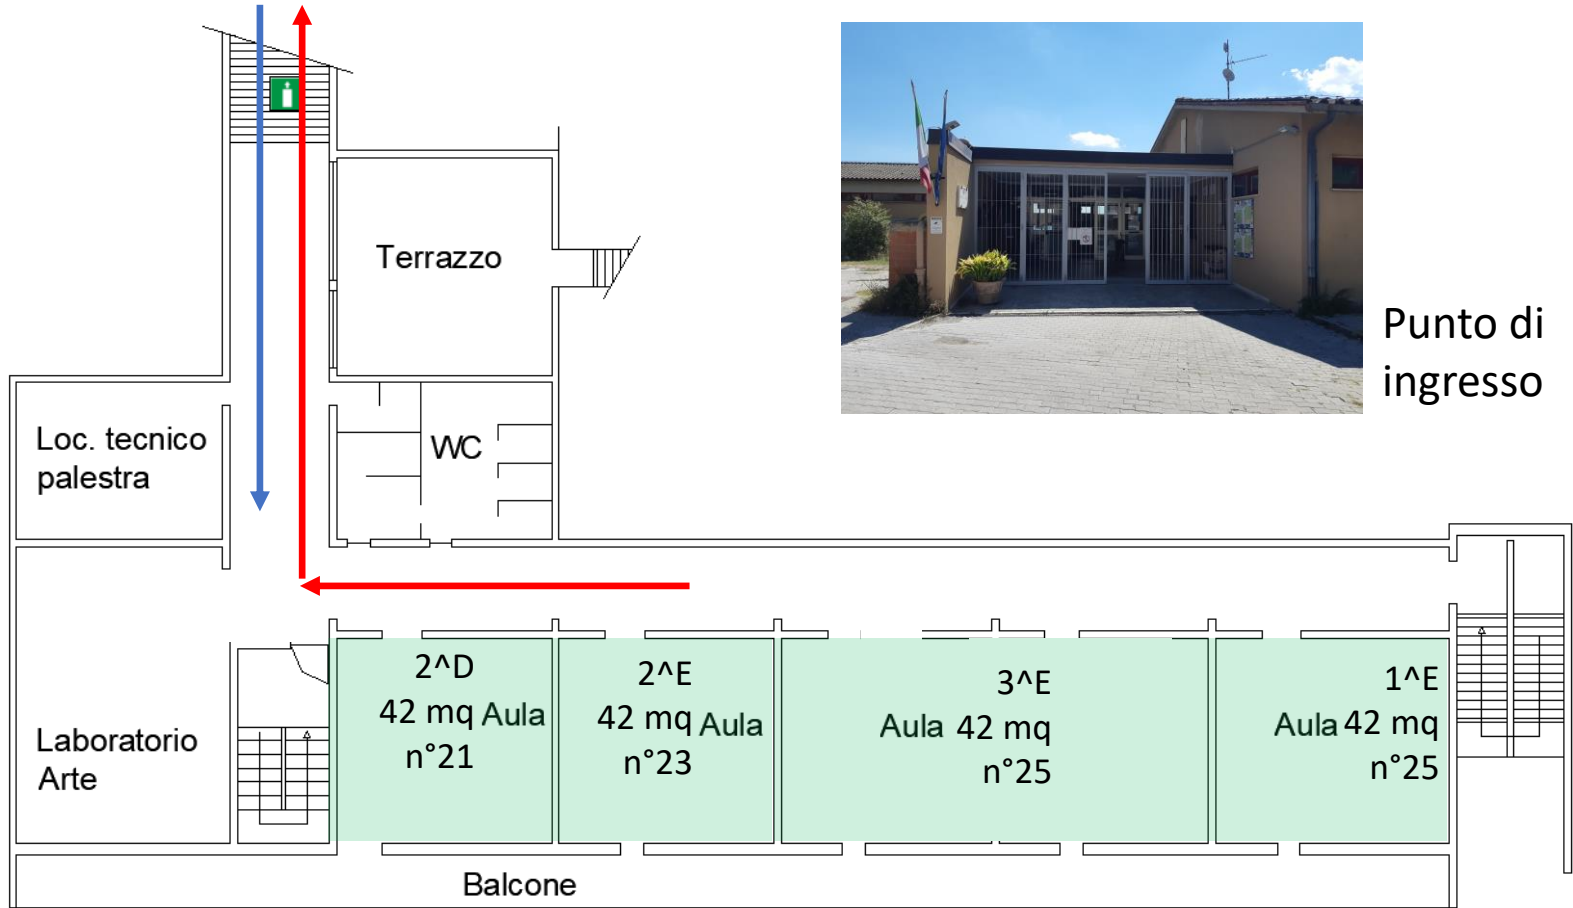 Terrazzo
Punto di
ingresso
Loc. tecnico
palestra
WC
2^D
42 mq Aula
n°21
2^E
42 mq Aula
n°23
3^E
Aula 42 mq
n°25
1^E
Aula 42 mq
n°25
Laboratorio
Arte
Balcone